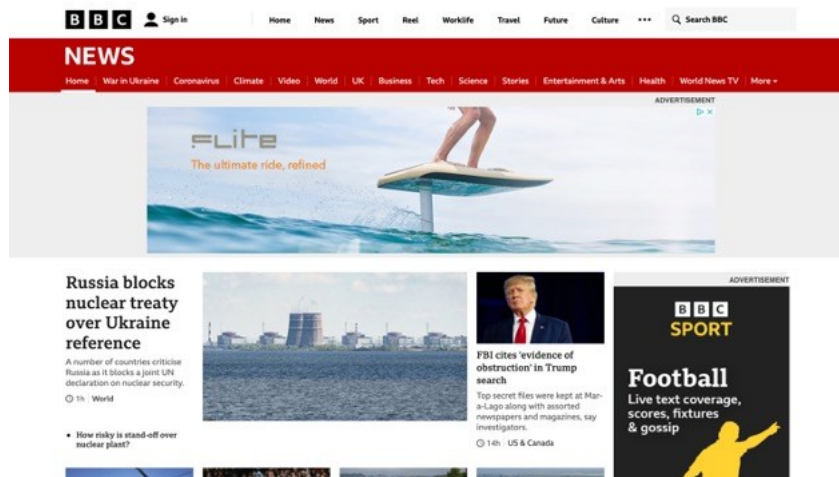 BBC Sign in Home News Sport Reel Worklife Travel Future Culture ••• Search BBC
NEWS
Home War in Ukraine Coronavirus Climate Video World UK Business Tech Science Stories Entertainment & Arts Health World News TV More
ADVERTISEMENT
FLITE
The ultimate ride, refined
Russia blocks
nuclear treaty
over Ukraine
reference
A number of countries criticise
Russia as it blocks a joint UN
declaration on nuclear security.
1h World
• How risky is stand-off over
nuclear plant?
FBI cites 'evidence of
obstruction' in Trump
search
Top secret files were kept at Mar-
a-Lago along with assorted
newspapers and magazines, say
investigators.
14h US & Canada
ADVERTISEMENT
BBC
SPORT
Football
Live text coverage,
scores, fixtures
& gossip